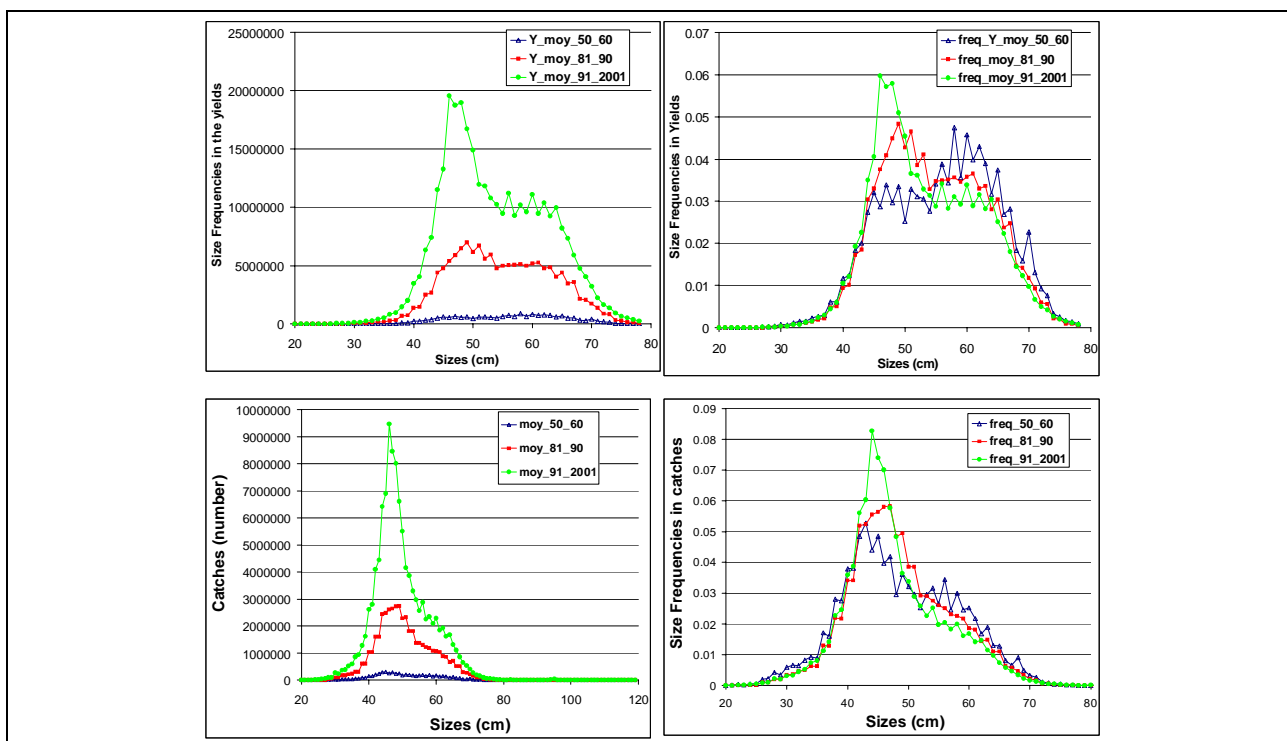 25000000
20000000
15000000
10000000
5000000
0
20 30 40 50 60 70 80
Sizes (cm)
Size Frequencies in the yields
Y_moy_50_60
Y_moy_81_90
Y_moy_91_2001
0.07
0.06
0.05
0.04
0.03
0.02
0.01
0
20 30 40 50 60 70 80
Sizes (cm)
Size Frequencies in Yields
freq_Y_moy_50_60
freq_moy_81_90
freq_moy_91_2001
10000000
9000000
8000000
7000000
6000000
5000000
4000000
3000000
2000000
1000000
0
20 40 60 80 100 120
Sizes (cm)
Catches (number)
moy_50_60
moy_81_90
moy_91_2001
0.09
0.08
0.07
0.06
0.05
0.04
0.03
0.02
0.01
0
20 30 40 50 60 70 80
Sizes (cm)
Size Frequencies in catches
freq_50_60
freq_81_90
freq_91_2001